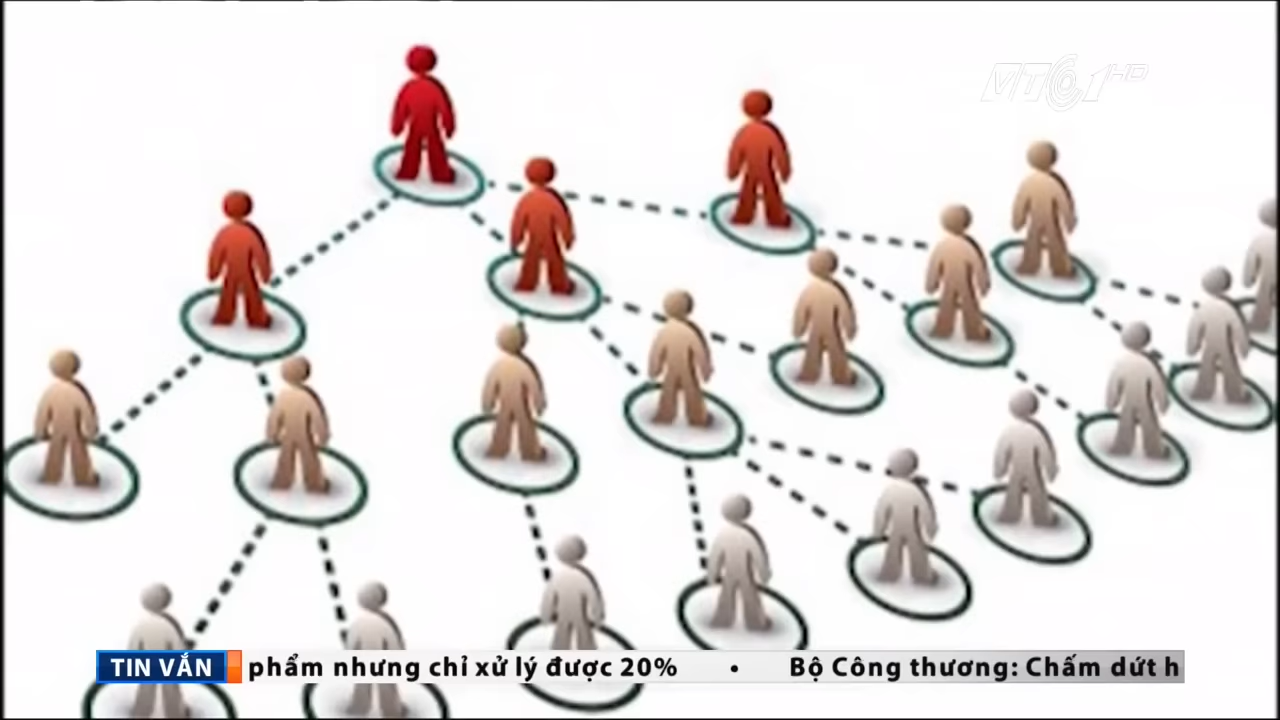 VTC1 HD
TIN VẮN phẩm nhưng chỉ xử lý được 20% • Bộ Công thương: Chấm dứt h